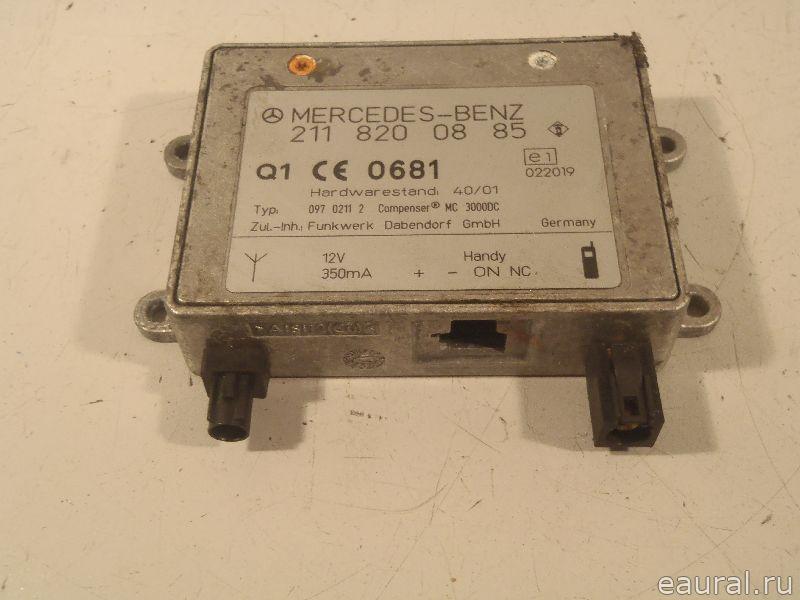 MERCEDES-BENZ
211 820 08 85
Q1 CE 0681
e1
022019
Hardwarestand: 40/01
Typ: 097 0211 2 Compenser® MC 3000DC
Zul.-Inh.: Funkwerk Dabendorf GmbH Germany
12V Handy
350mA + - ON NC
eaural.ru